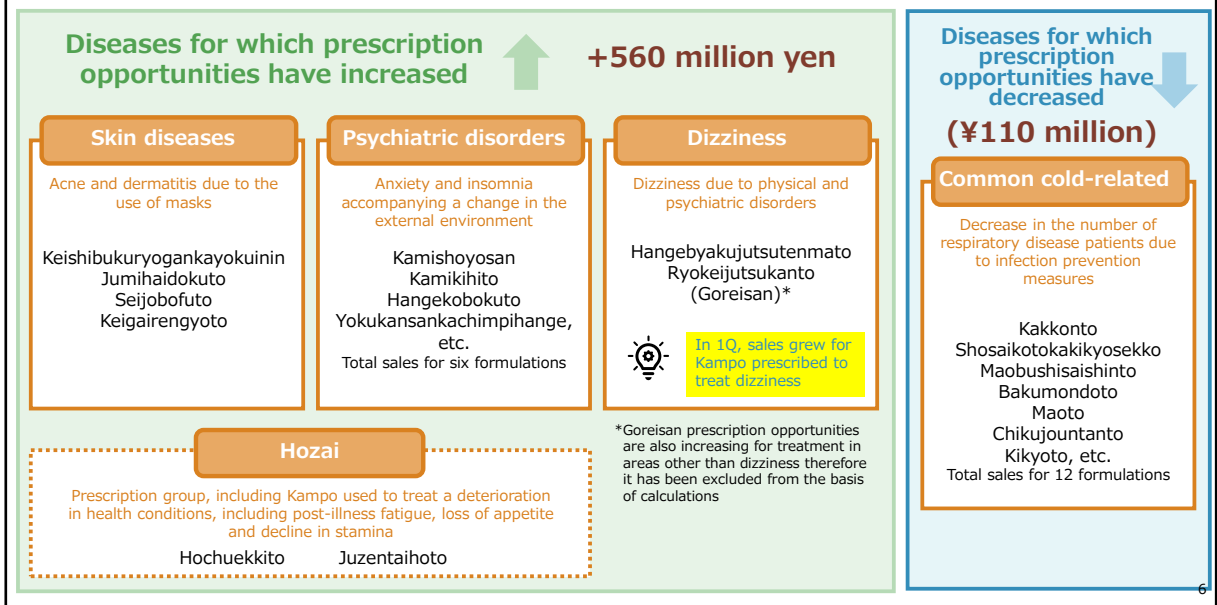 Diseases for which prescription
opportunities have increased
+560 million yen
Skin diseases
Acne and dermatitis due to the
use of masks
Keishibukuryogankayokuinin
Jumihaidokuto
Seijobofuto
Keigairengyoto
Psychiatric disorders
Anxiety and insomnia
accompanying a change in the
external environment
Kamishoyosan
Kamikihito
Hangekobokuto
Yokukansankachimpihange,
etc.
Total sales for six formulations
Dizziness
Dizziness due to physical and
psychiatric disorders
Hangebyakujutsutenmato
Ryokeijutsukanto
(Goreisan)*
In 1Q, sales grew for
Kampo prescribed to
treat dizziness
*Goreisan prescription opportunities
are also increasing for treatment in
areas other than dizziness therefore
it has been excluded from the basis
of calculations
Hozai
Prescription group, including Kampo used to treat a deterioration
in health conditions, including post-illness fatigue, loss of appetite
and decline in stamina
Hochuekkito Juzentaihoto
Diseases for which
prescription
opportunities have
decreased
(¥110 million)
Common cold-related
Decrease in the number of
respiratory disease patients due
to infection prevention
measures
Kakkonto
Shosaikotokakikyosekko
Maobushisaishinto
Bakumondoto
Maoto
Chikujountanto
Kikyoto, etc.
Total sales for 12 formulations
6